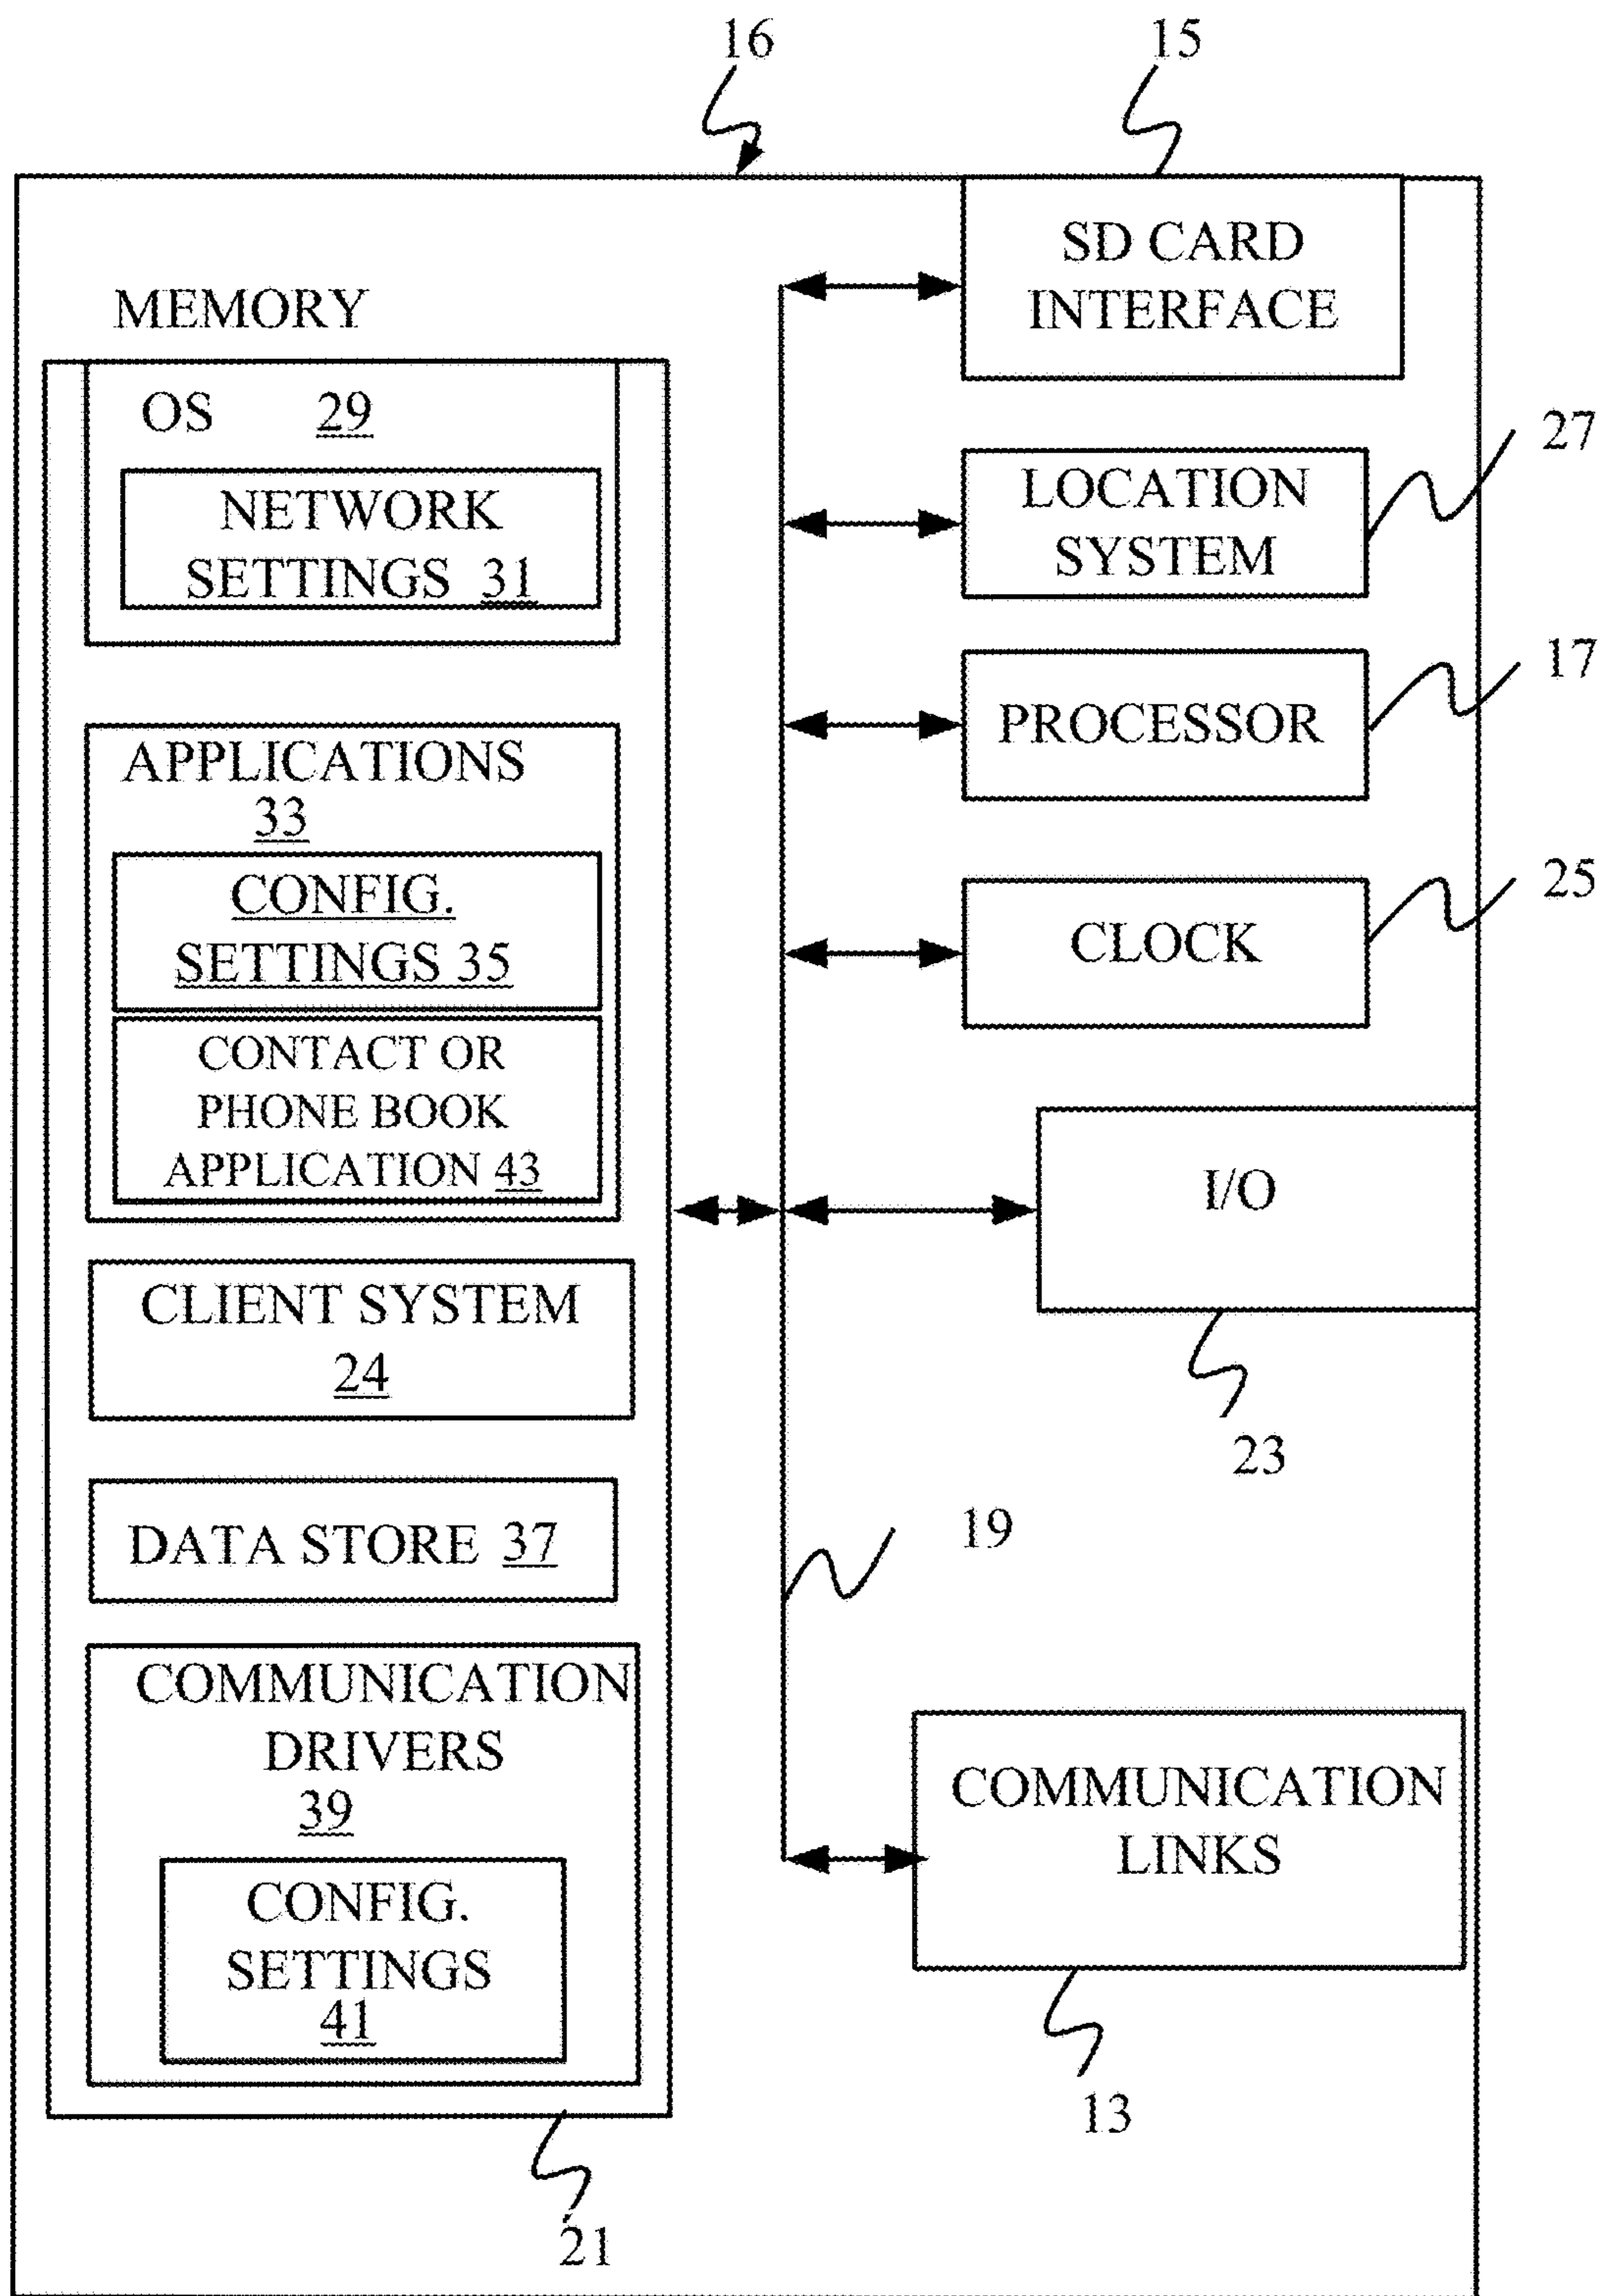 16
15
SD CARD
INTERFACE
MEMORY
OS 29
NETWORK
SETTINGS 31
27
LOCATION
SYSTEM
17
PROCESSOR
APPLICATIONS
33
CONFIG.
SETTINGS 35
25
CLOCK
CONTACT OR
PHONE BOOK
APPLICATION 43
I/O
23
CLIENT SYSTEM
24
DATA STORE 37
19
COMMUNICATION
DRIVERS
39
CONFIG.
SETTINGS
41
COMMUNICATION
LINKS
13
21